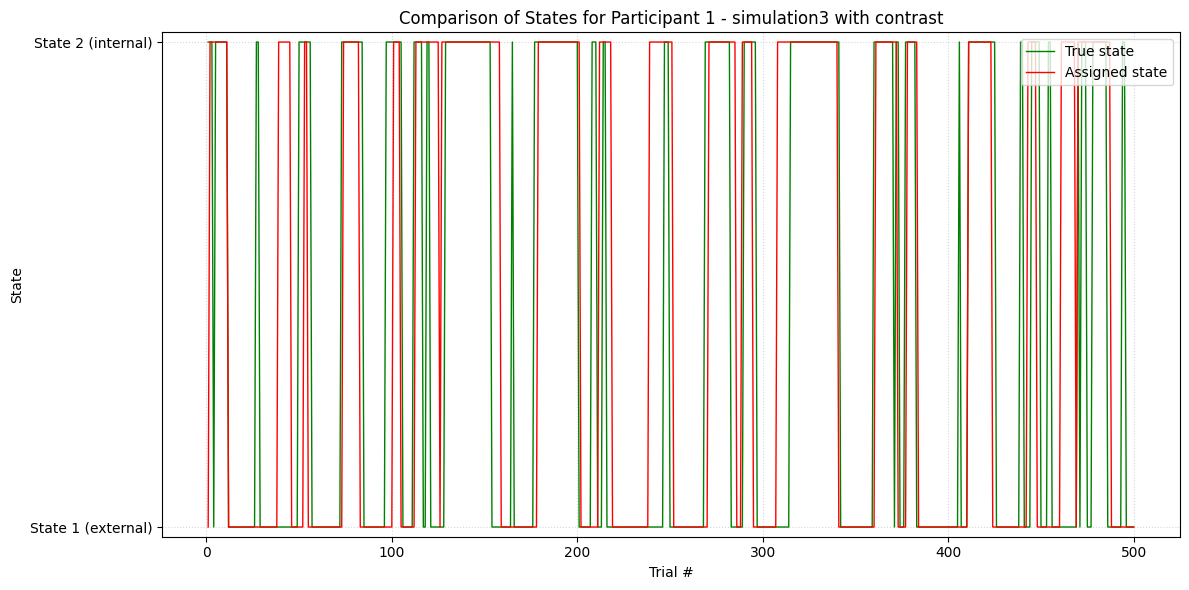 Comparison of States for Participant 1 - simulation3 with contrast
State 2 (internal)
True state
Assigned state
State
State 1 (external)
0 100 200 300 400 500
Trial #